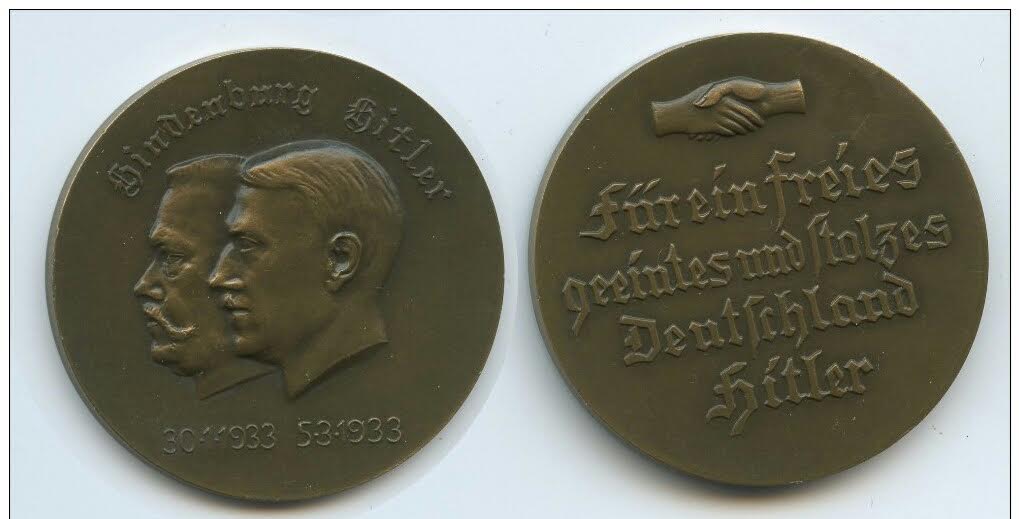 Hindenburg Hitler
30·1·1933 5·3·1933
Für ein freies
geeintes und ſtolzes
Deutſchland
Hitler